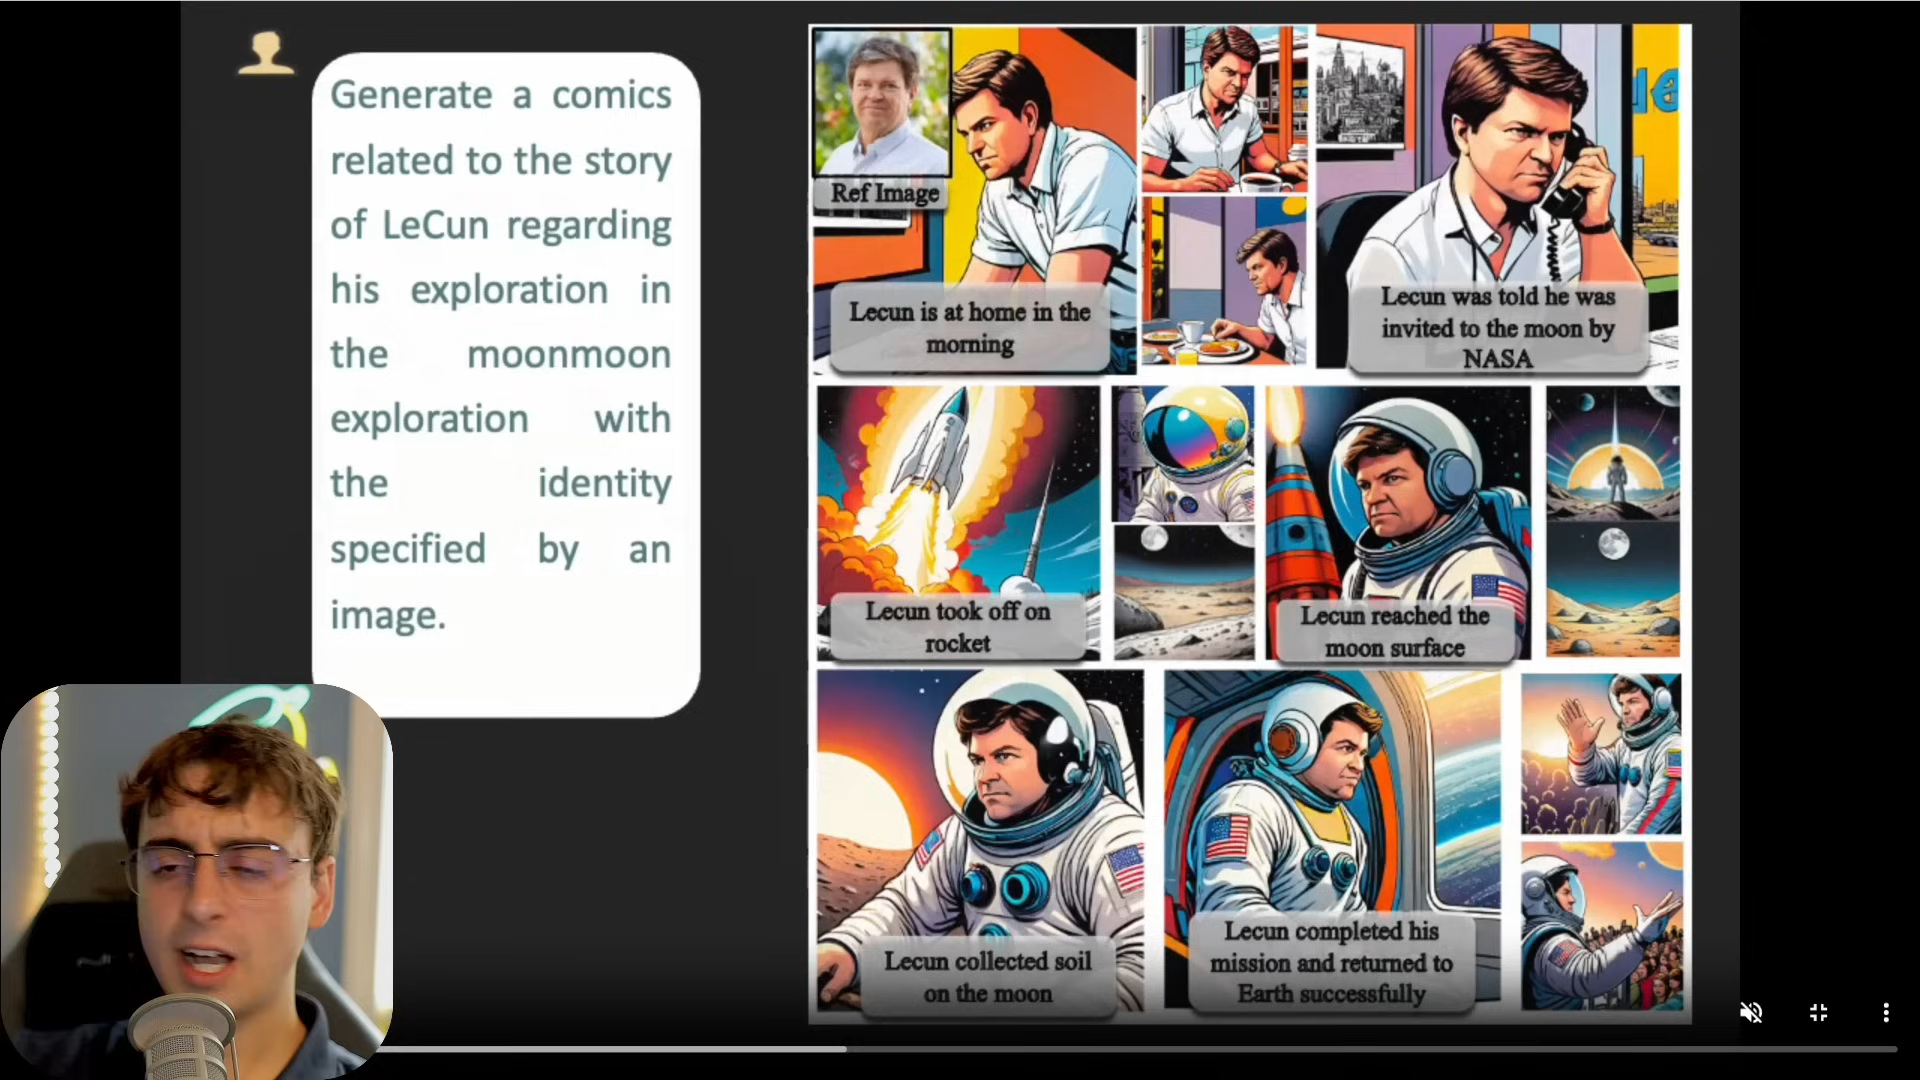 Generate a comics
related to the story
of LeCun regarding
his exploration in
the moonmoon
exploration with
the identity
specified by an
image.
Ref Image
Lecun is at home in the
morning
Lecun was told he was
invited to the moon by
NASA
Lecun took off on
rocket
Lecun reached the
moon surface
Lecun collected soil
on the moon
Lecun completed his
mission and returned to
Earth successfully